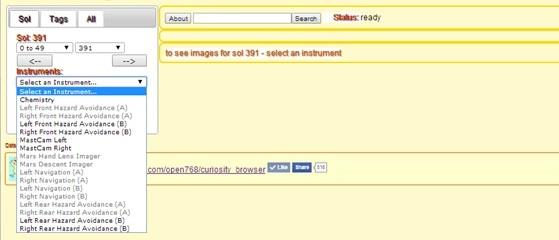 Sol Tags All
About Search Status: ready
Sol: 391
0 to 49 391
<-- -->
to see images for sol 391 - select an instrument
Instruments:
Select an Instrument...
Select an Instrument...
Chemistry
Left Front Hazard Avoidance (A)
Right Front Hazard Avoidance (A)
Left Front Hazard Avoidance (B)
Right Front Hazard Avoidance (B)
MastCam Left
MastCam Right
Mars Hand Lens Imager
Mars Descent Imager
Left Navigation (A)
Right Navigation (A)
Left Navigation (B)
Right Navigation (B)
Left Rear Hazard Avoidance (A)
Right Rear Hazard Avoidance (A)
Left Rear Hazard Avoidance (B)
Right Rear Hazard Avoidance (B)
.com/open768/curiosity_browser Like Share